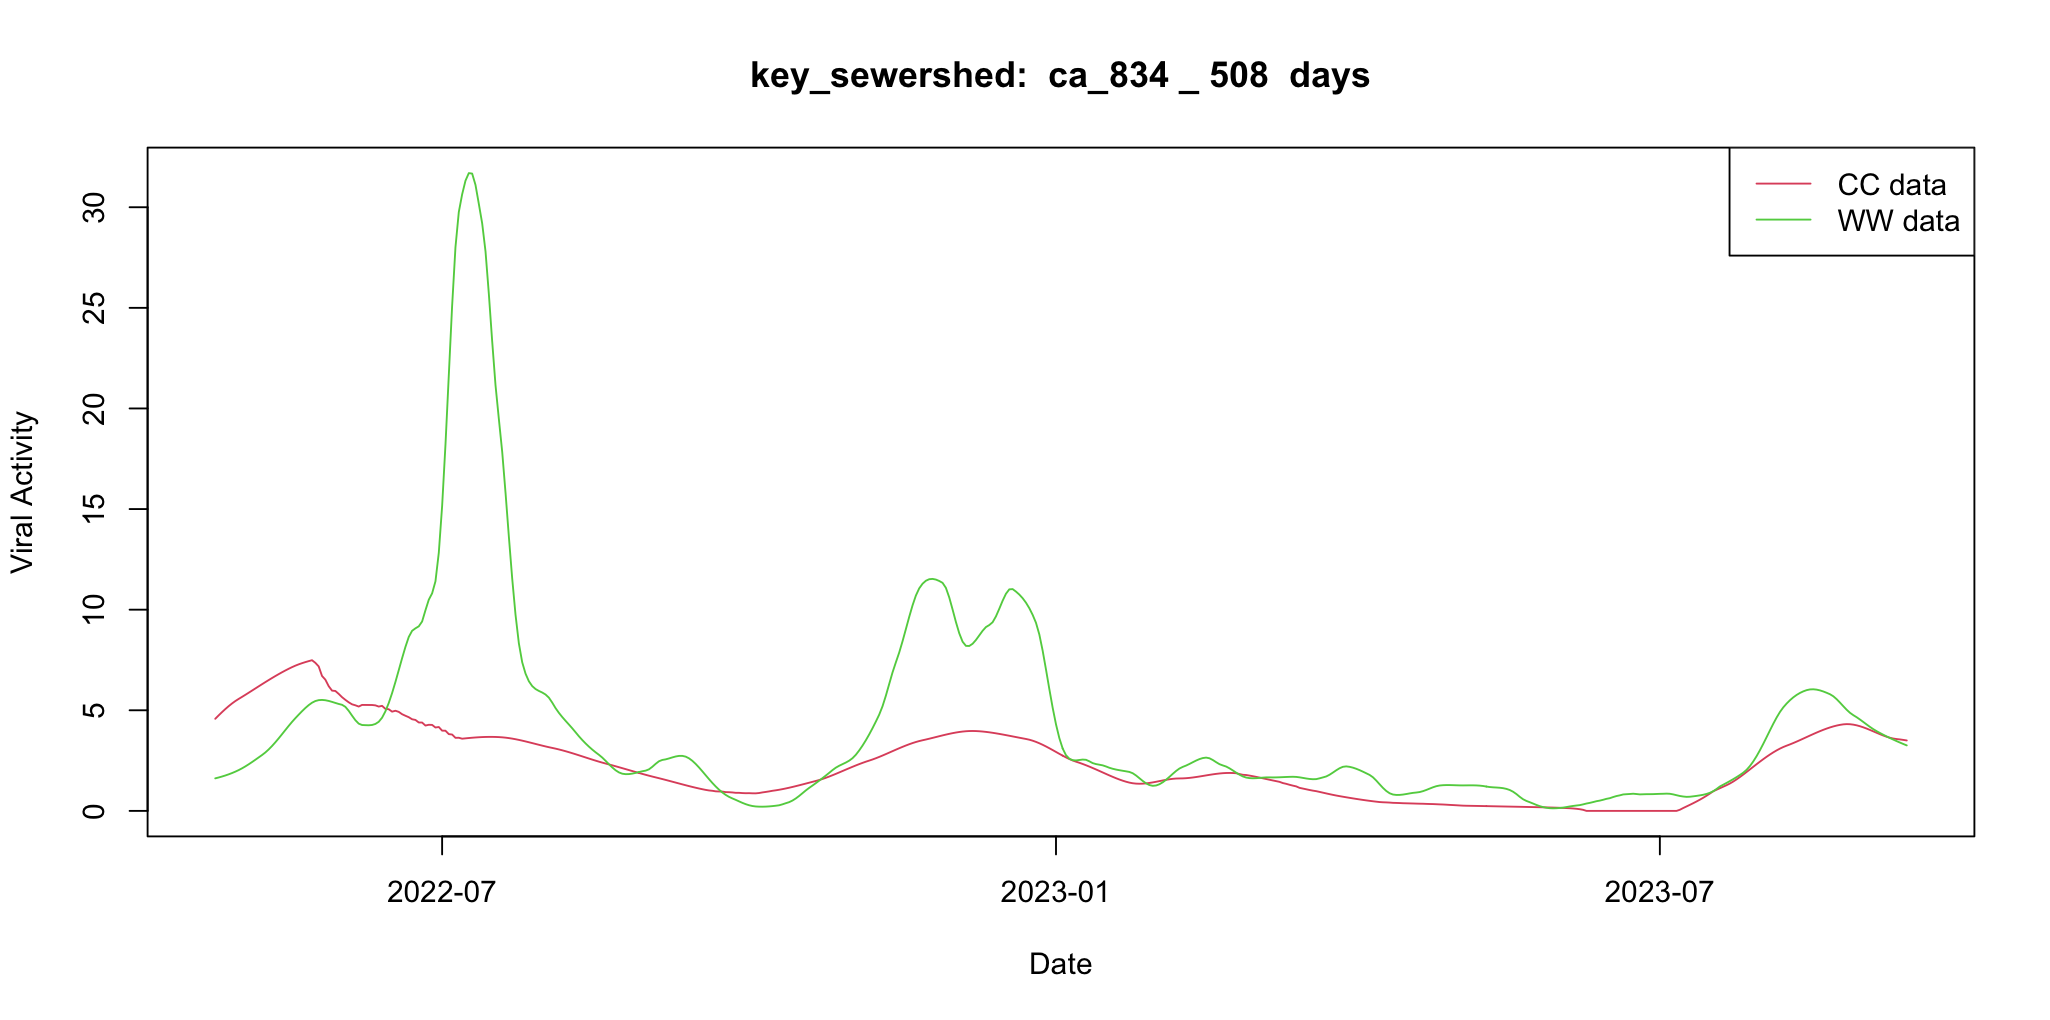 key_sewershed:  ca_834 _ 508  days
CC data
WW data
Viral Activity
30
25
20
15
10
5
0
2022-07
2023-01
2023-07
Date